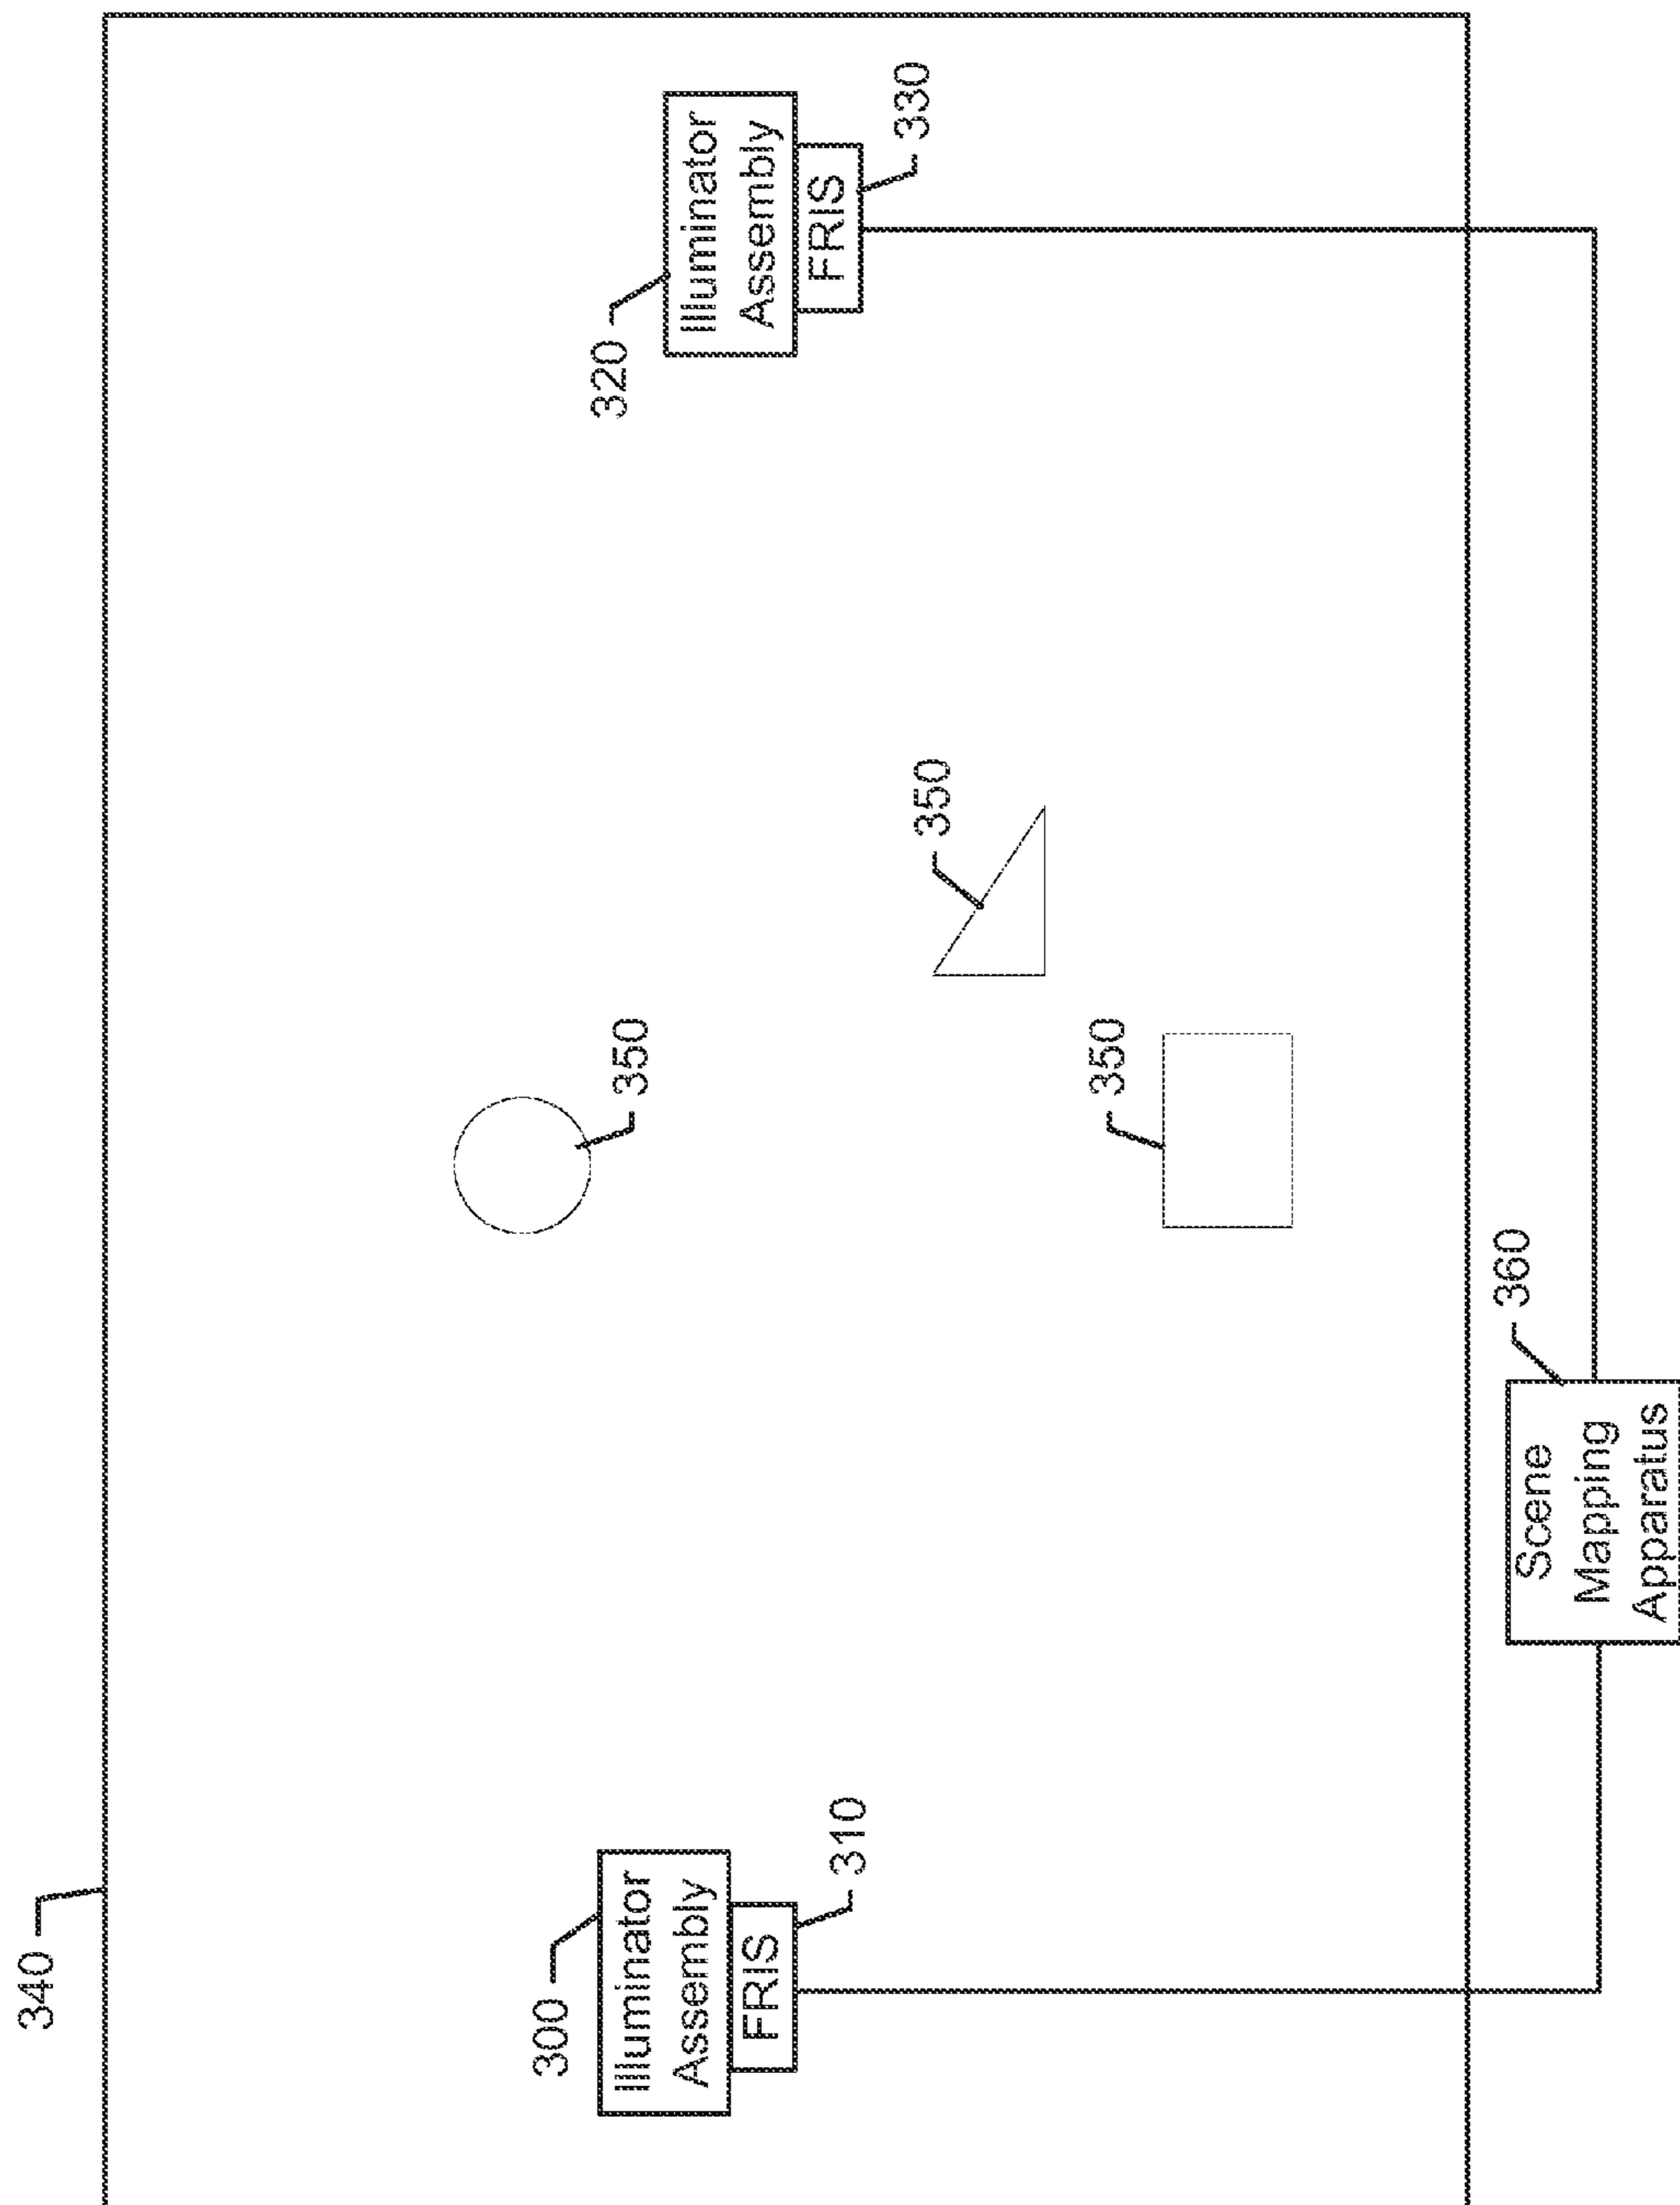 340
300
Illuminator
Assembly
FRIS
310
350
350
350
320
Illuminator
Assembly
FRIS
330
360
Scene
Mapping
Apparatus